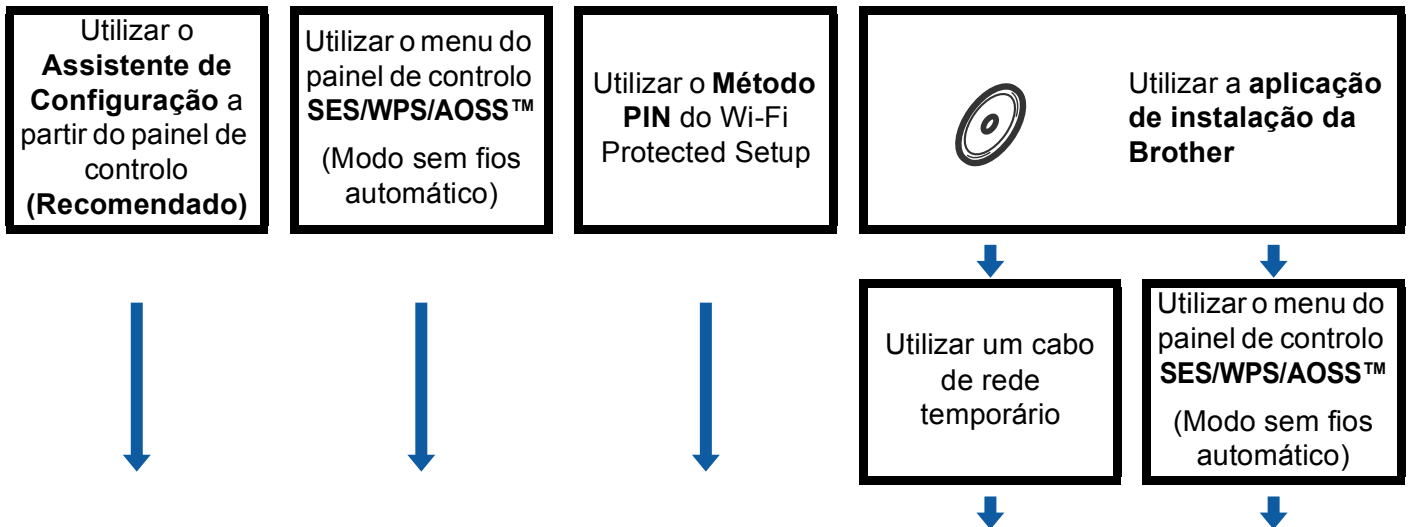 Utilizar o
Assistente de
Configuração a
partir do painel de
controlo
(Recomendado)
Utilizar o menu do
painel de controlo
SES/WPS/AOSS™
(Modo sem fios
automático)
Utilizar o Método
PIN do Wi-Fi
Protected Setup
Utilizar a aplicação
de instalação da
Brother
Utilizar um cabo
de rede
temporário
Utilizar o menu do
painel de controlo
SES/WPS/AOSS™
(Modo sem fios
automático)